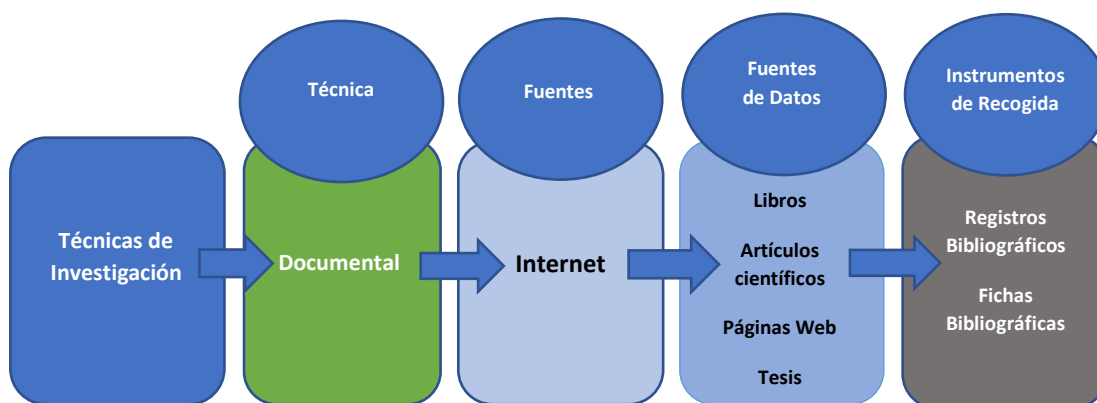 Técnica
Fuentes
Fuentes
de Datos
Instrumentos
de Recogida
Técnicas de
Investigación
Documental
Internet
Libros
Artículos
científicos
Páginas Web
Tesis
Registros
Bibliográficos
Fichas
Bibliográficas